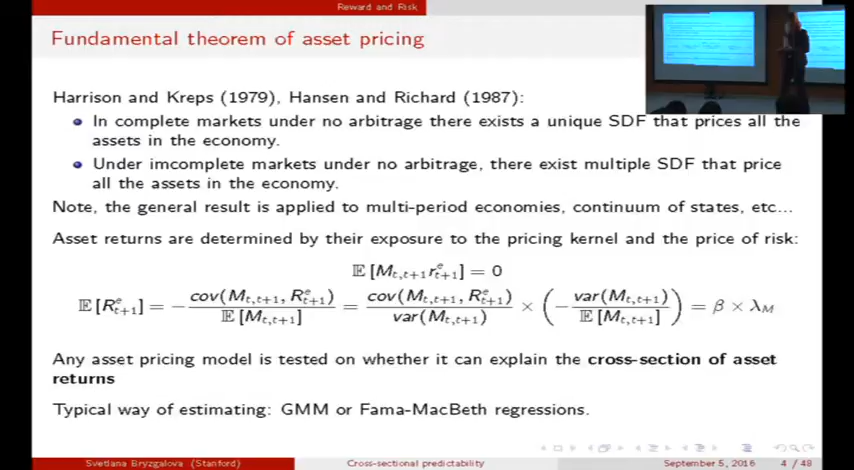 Reward and Risk
Fundamental theorem of asset pricing
Harrison and Kreps (1979), Hansen and Richard (1987):
In complete markets under no arbitrage there exists a unique SDF that prices all the
assets in the economy.
Under imcomplete markets under no arbitrage, there exist multiple SDF that price
all the assets in the economy.
Note, the general result is applied to multi-period economies, continuum of states, etc...
Asset returns are determined by their exposure to the pricing kernel and the price of risk:
𝔼 [M_{t,t+1} r^e_{t+1}] = 0
𝔼 [R^e_{t+1}] = − cov(M_{t,t+1}, R^e_{t+1}) / 𝔼 [M_{t,t+1}] = cov(M_{t,t+1}, R^e_{t+1}) / var(M_{t,t+1}) × (− var(M_{t,t+1}) / 𝔼 [M_{t,t+1}]) = β × λ_M
Any asset pricing model is tested on whether it can explain the cross-section of asset
returns
Typical way of estimating: GMM or Fama-MacBeth regressions.
Svetlana Bryzgalova (Stanford) Cross-sectional predictability September 5, 2016 4 / 48